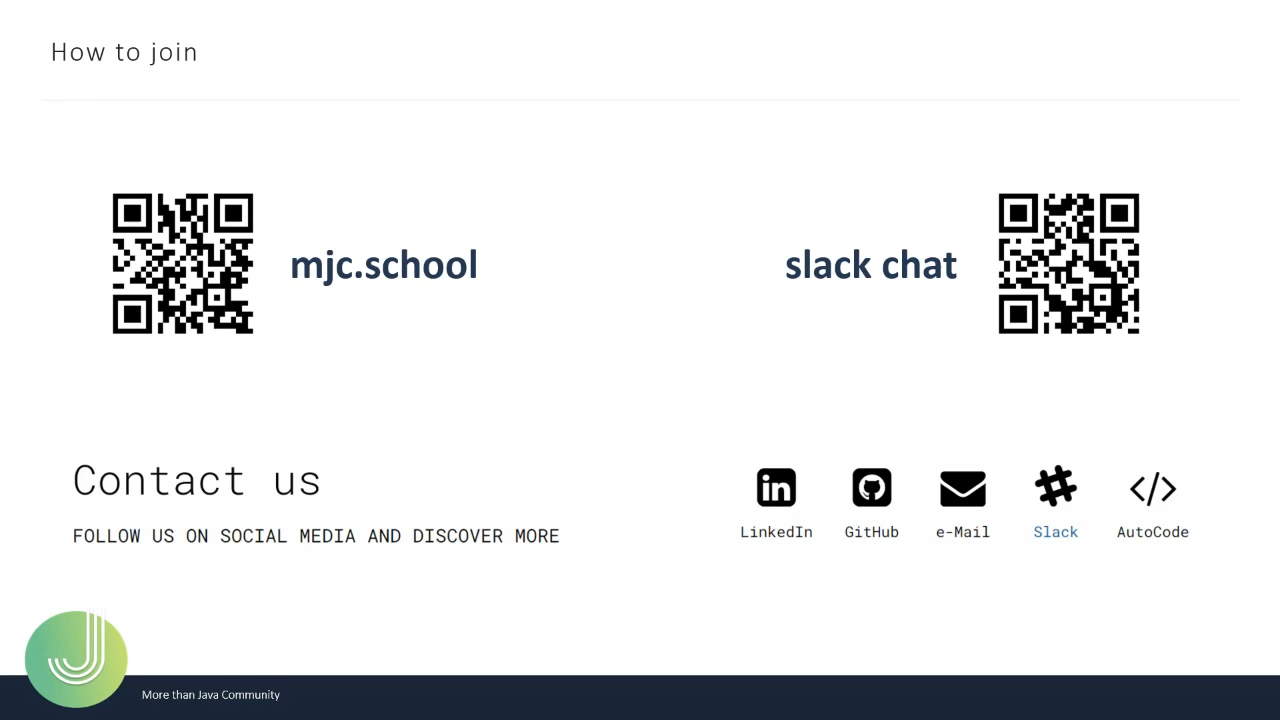 How to join
mjc.school
slack chat
Contact us
FOLLOW US ON SOCIAL MEDIA AND DISCOVER MORE
LinkedIn
GitHub
e-Mail
Slack
AutoCode
More than Java Community